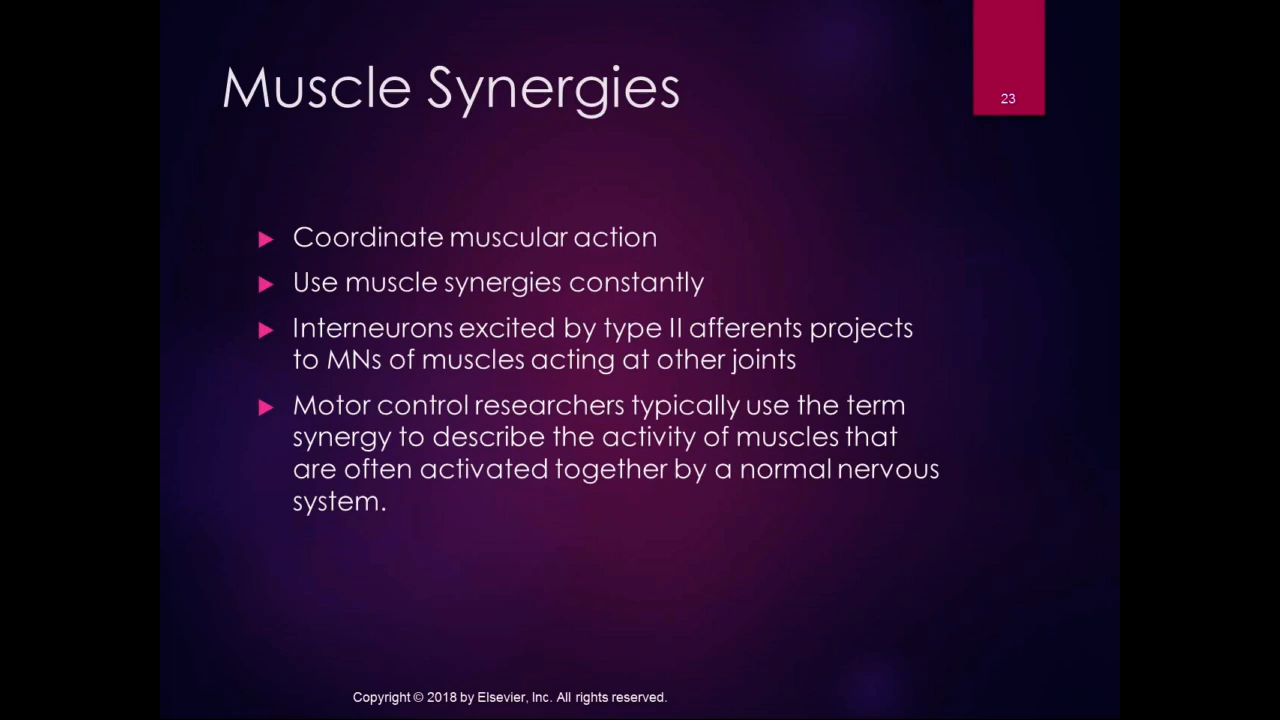 Muscle Synergies
23
Coordinate muscular action
Use muscle synergies constantly
Interneurons excited by type II afferents projects
to MNs of muscles acting at other joints
Motor control researchers typically use the term
synergy to describe the activity of muscles that
are often activated together by a normal nervous
system.
Copyright © 2018 by Elsevier, Inc. All rights reserved.